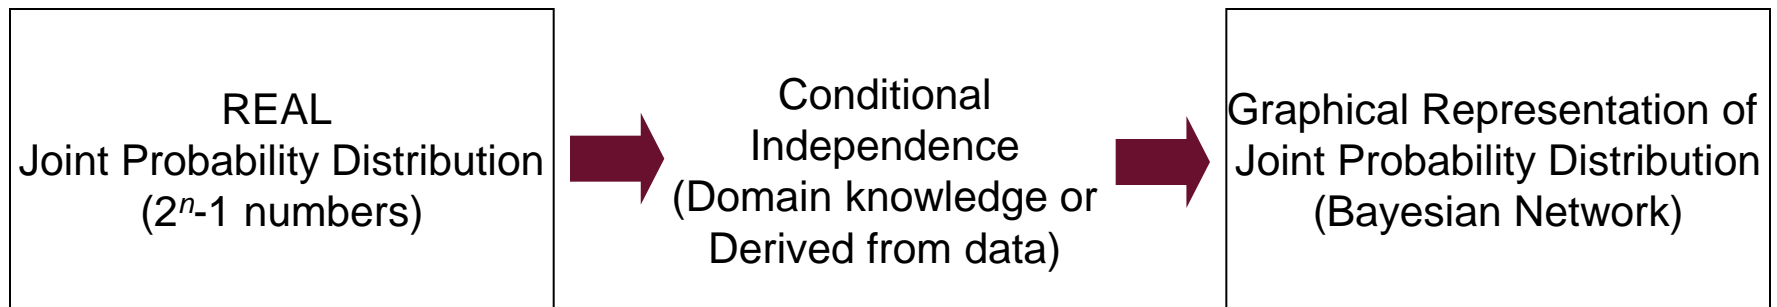 REAL
Joint Probability Distribution
(2ⁿ-1 numbers)
Conditional
Independence
(Domain knowledge or
Derived from data)
Graphical Representation of
Joint Probability Distribution
(Bayesian Network)